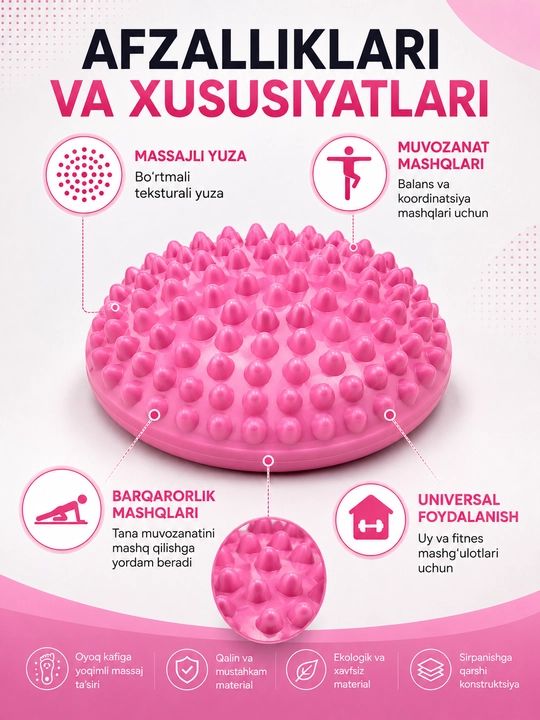 AFZALLIKLARI
VA XUSUSIYATLARI
MASSAJLI YUZA
Bo‘rtmali
teksturali yuza
MUVOZANAT
MASHQLARI
Balans va
koordinatsiya
mashqlari uchun
BARQARORLIK
MASHQLARI
Tana muvozanatini
mashq qilishga
yordam beradi
UNIVERSAL
FOYDALANISH
Uy va fitnes
mashg‘ulotlari
uchun
Oyoq kafiga
yoqimli massaj
ta’siri
Qalin va
mustahkam
material
Ekologik va
xavfsiz
material
Sirpanishga
qarshi
konstruktsiya